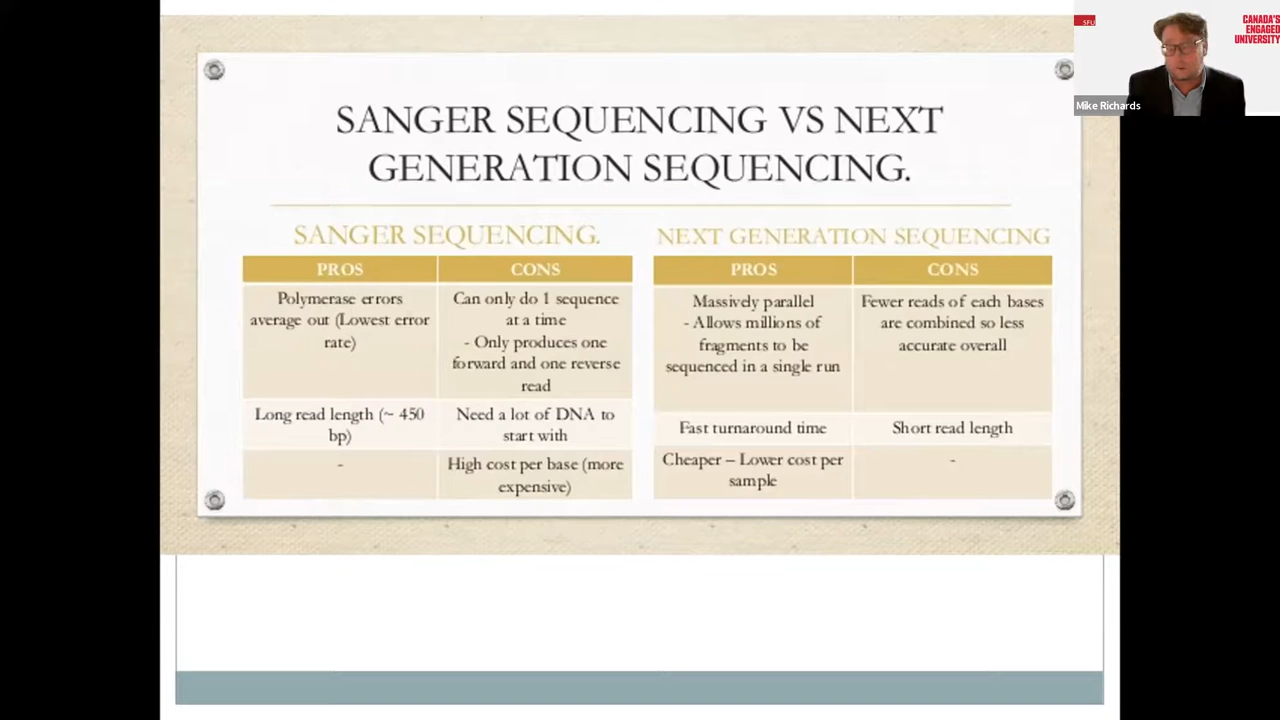 SFU
CANADA'S
ENGAGED
UNIVERSITY
Mike Richards
SANGER SEQUENCING VS NEXT
GENERATION SEQUENCING.
SANGER SEQUENCING.
PROS
CONS
Polymerase errors
average out (Lowest error
rate)
Can only do 1 sequence
at a time
- Only produces one
forward and one reverse
read
Long read length (~ 450
bp)
Need a lot of DNA to
start with
-
High cost per base (more
expensive)
NEXT GENERATION SEQUENCING
PROS
CONS
Massively parallel
- Allows millions of
fragments to be
sequenced in a single run
Fewer reads of each bases
are combined so less
accurate overall
Fast turnaround time
Short read length
Cheaper – Lower cost per
sample
-